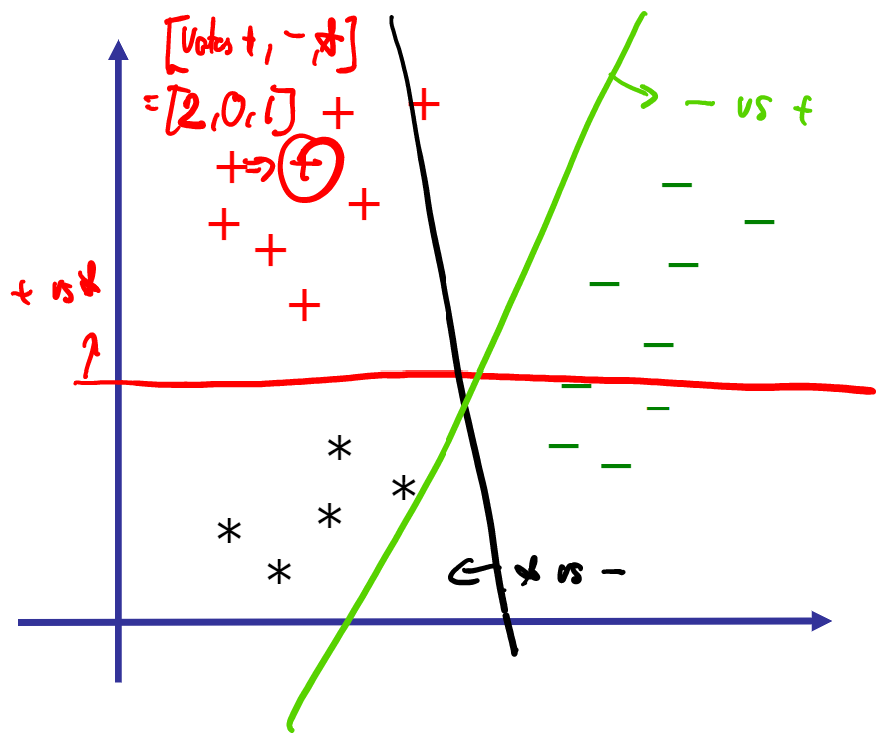 [votes +, -, *]
= [2, 0, 1]
+ ⇒ +
- vs +
+ vs *
* vs -